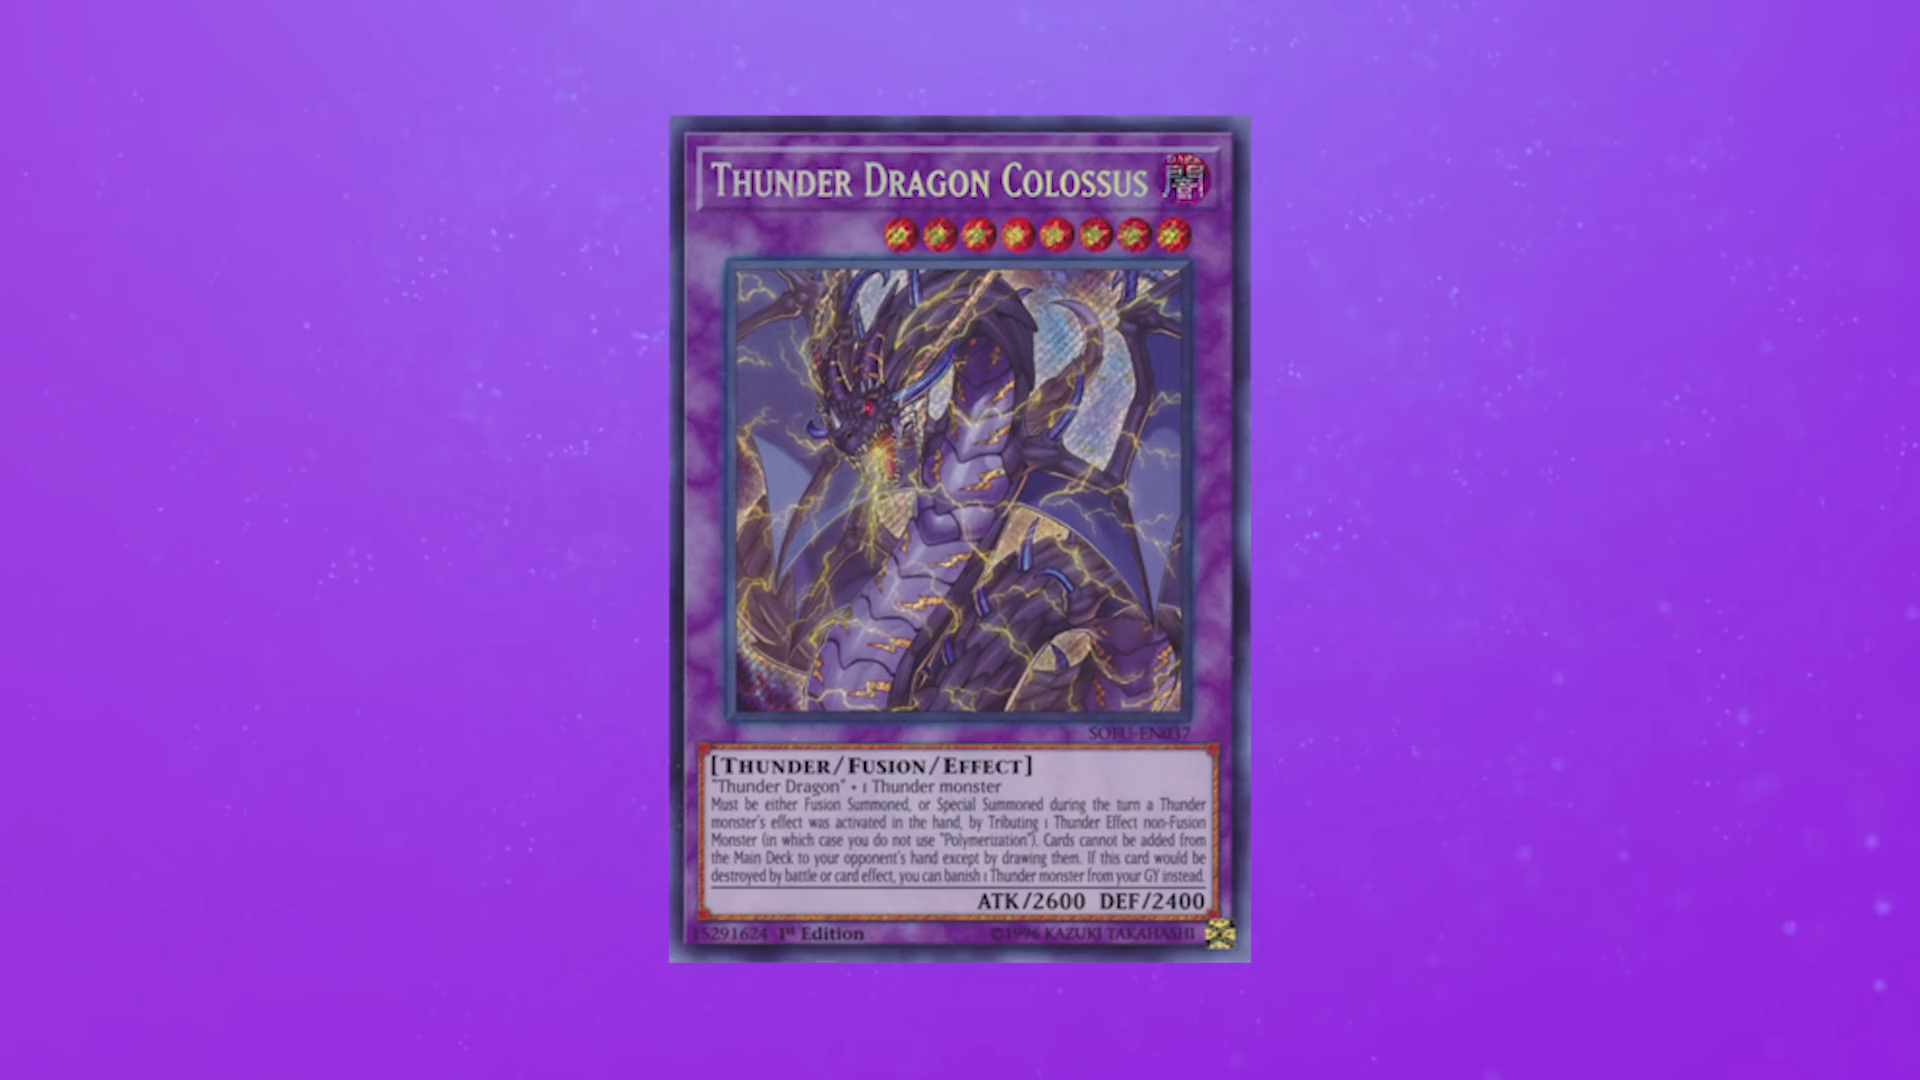 THUNDER DRAGON COLOSSUS
闇
SOFU-EN037
[THUNDER/FUSION/EFFECT]
"Thunder Dragon" + 1 Thunder monster
Must be either Fusion Summoned, or Special Summoned during the turn a Thunder
monster's effect was activated in the hand, by Tributing 1 Thunder Effect non-Fusion
Monster (in which case you do not use "Polymerization"). Cards cannot be added from
the Main Deck to your opponent's hand except by drawing them. If this card would be
destroyed by battle or card effect, you can banish 1 Thunder monster from your GY instead.
ATK/2600 DEF/2400
15291624 1st Edition
©1996 KAZUKI TAKAHASHI